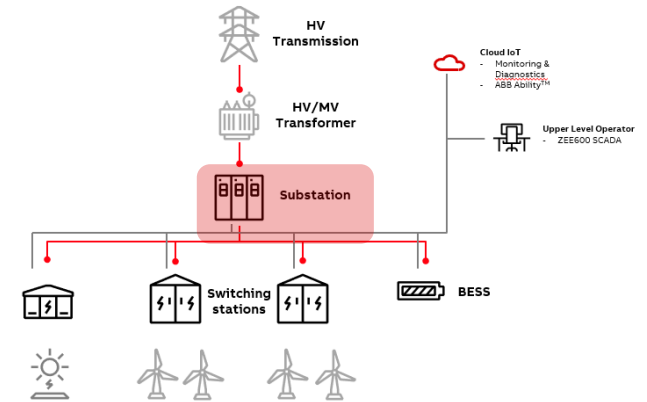 HV
Transmission
Cloud IoT
- Monitoring &
Diagnostics
- ABB Ability™
HV/MV
Transformer
Upper Level Operator
- ZEE600 SCADA
Substation
Switching
stations
BESS